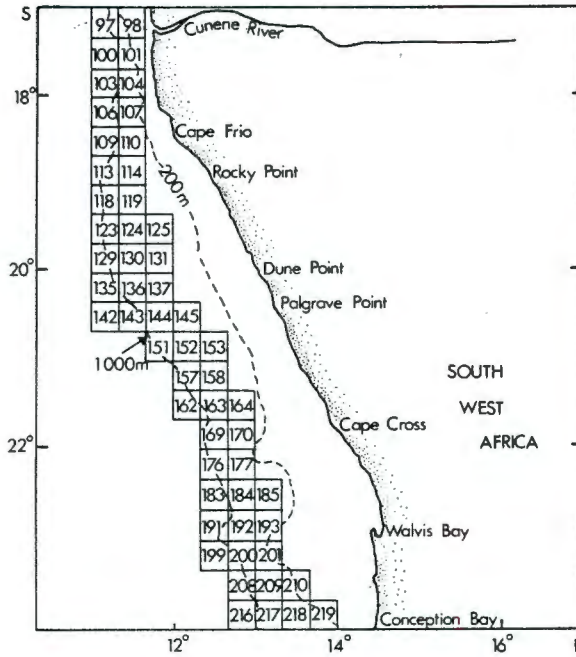 S
97 98
Cunene River
100 101
103 104
18°
106 107
Cape Frio
109 110
113 114
Rocky Point
200m
118 119
123 124 125
129 130 131
20°
Dune Point
135 136 137
Palgrave Point
142 143 144 145
151 152 153
1000m
157 158
SOUTH
162 163 164
WEST
169 170
Cape Cross
22°
AFRICA
176 177
183 184 185
191 192 193
Walvis Bay
199 200 201
208 209 210
216 217 218 219
Conception Bay
12° 14° 16°